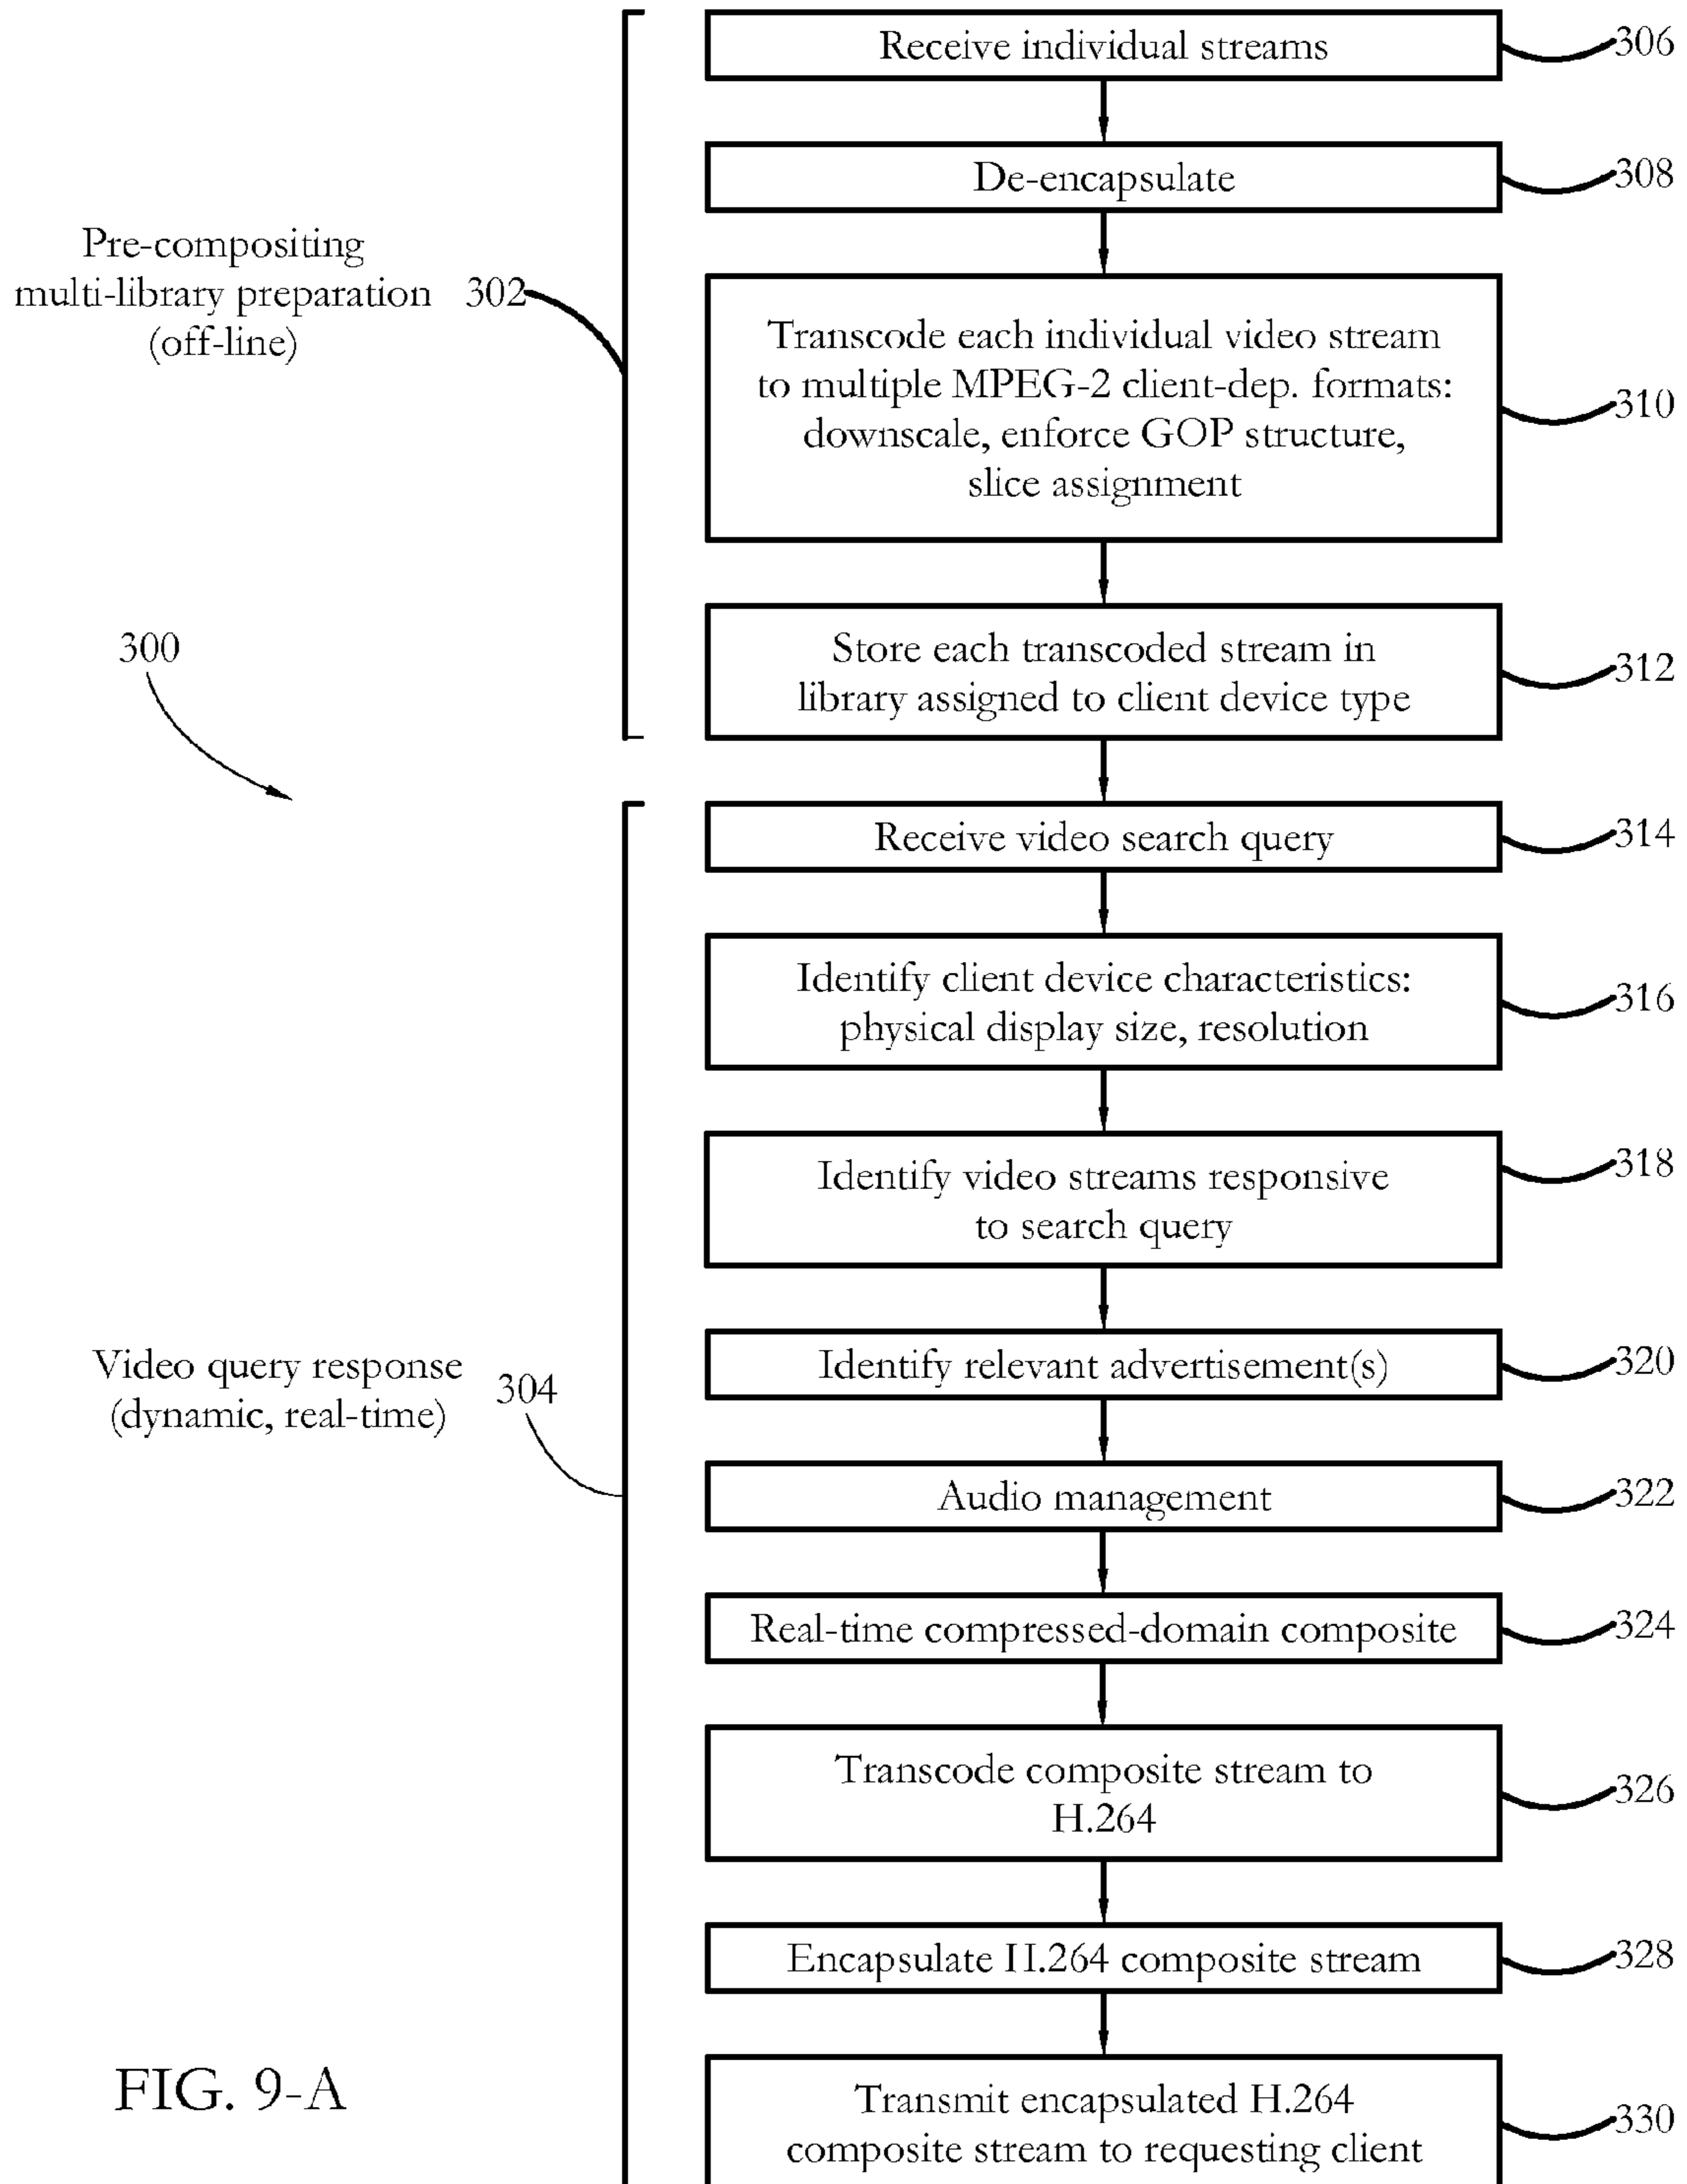 Receive individual streams
306
De-encapsulate
308
Pre-compositing
multi-library preparation
(off-line)
302
Transcode each individual video stream
to multiple MPEG-2 client-dep. formats:
downscale, enforce GOP structure,
slice assignment
310
300
Store each transcoded stream in
library assigned to client device type
312
Receive video search query
314
Identify client device characteristics:
physical display size, resolution
316
Identify video streams responsive
to search query
318
Video query response
(dynamic, real-time)
304
Identify relevant advertisement(s)
320
Audio management
322
Real-time compressed-domain composite
324
Transcode composite stream to
H.264
326
Encapsulate H.264 composite stream
328
Transmit encapsulated H.264
composite stream to requesting client
330
FIG. 9-A